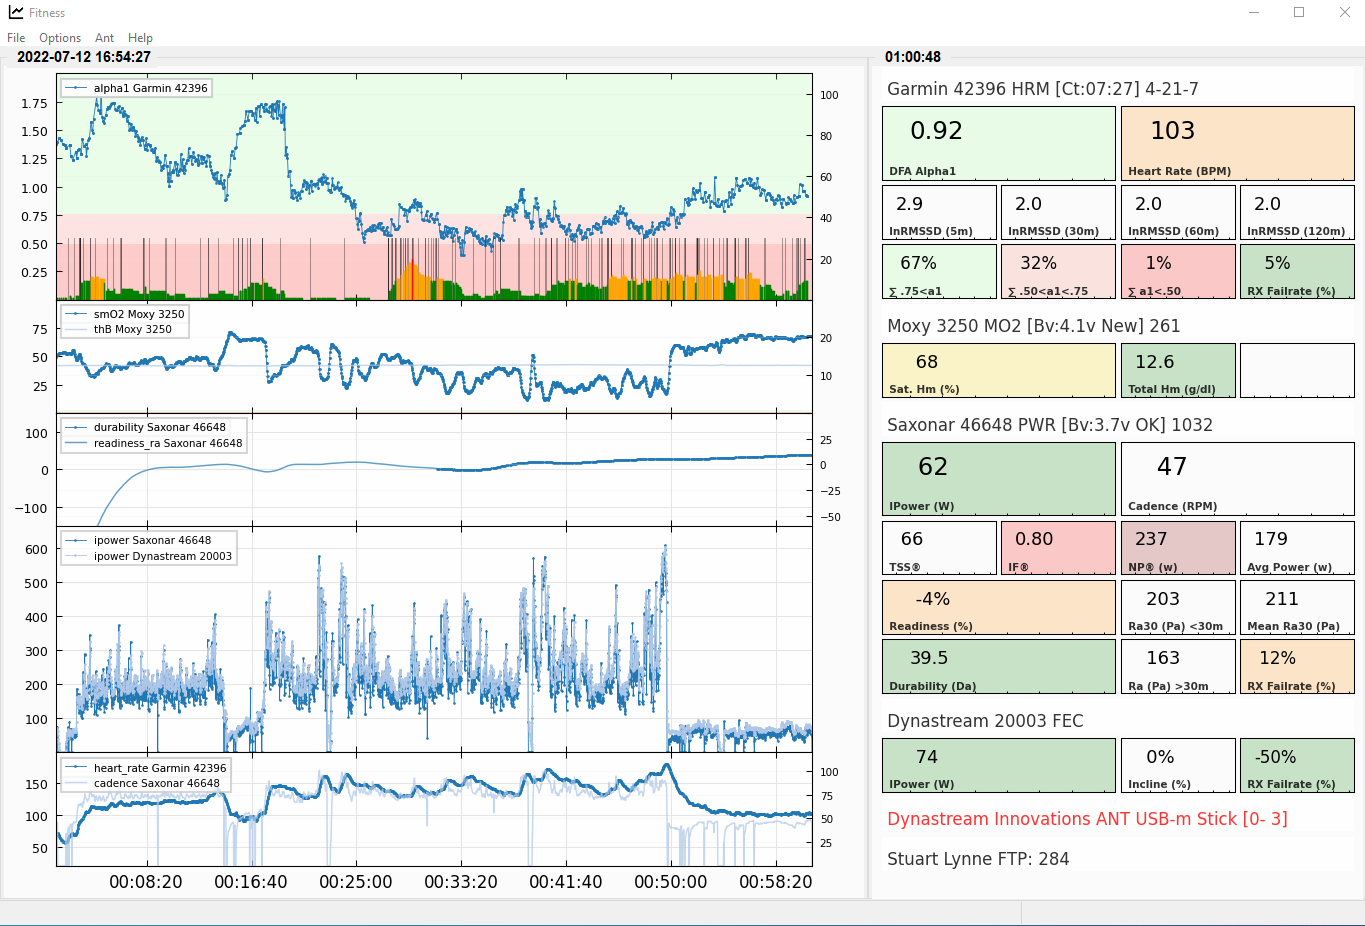 Fitness
File Options Ant Help
2022-07-12 16:54:27
alpha1 Garmin 42396
1.75
1.50
1.25
1.00
0.75
0.50
0.25
100
80
60
40
20
smO2 Moxy 3250
thB Moxy 3250
75
50
25
20
10
durability Saxonar 46648
readiness_ra Saxonar 46648
100
0
−100
25
0
−25
−50
ipower Saxonar 46648
ipower Dynastream 20003
600
500
400
300
200
100
heart_rate Garmin 42396
cadence Saxonar 46648
150
100
50
100
75
50
25
00:08:20 00:16:40 00:25:00 00:33:20 00:41:40 00:50:00 00:58:20
01:00:48
Garmin 42396 HRM [Ct:07:27] 4-21-7
0.92 103
DFA Alpha1 Heart Rate (BPM)
2.9 2.0 2.0 2.0
lnRMSSD (5m) lnRMSSD (30m) lnRMSSD (60m) lnRMSSD (120m)
67% 32% 1% 5%
∑ .75<a1 ∑ .50<a1<.75 ∑ a1<.50 RX Failrate (%)
Moxy 3250 MO2 [Bv:4.1v New] 261
68 12.6
Sat. Hm (%) Total Hm (g/dl)
Saxonar 46648 PWR [Bv:3.7v OK] 1032
62 47
IPower (W) Cadence (RPM)
66 0.80 237 179
TSS® IF® NP® (w) Avg Power (w)
-4% 203 211
Readiness (%) Ra30 (Pa) <30m Mean Ra30 (Pa)
39.5 163 12%
Durability (Da) Ra (Pa) >30m RX Failrate (%)
Dynastream 20003 FEC
74 0% -50%
IPower (W) Incline (%) RX Failrate (%)
Dynastream Innovations ANT USB-m Stick [0- 3]
Stuart Lynne FTP: 284